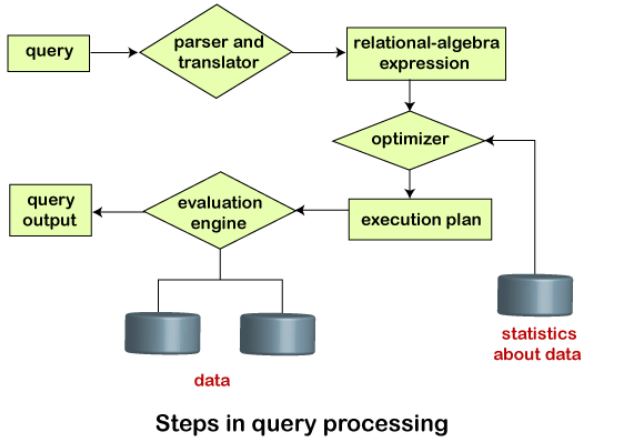 query
parser and
translator
relational-algebra
expression
optimizer
query
output
evaluation
engine
execution plan
statistics
about data
data
Steps in query processing